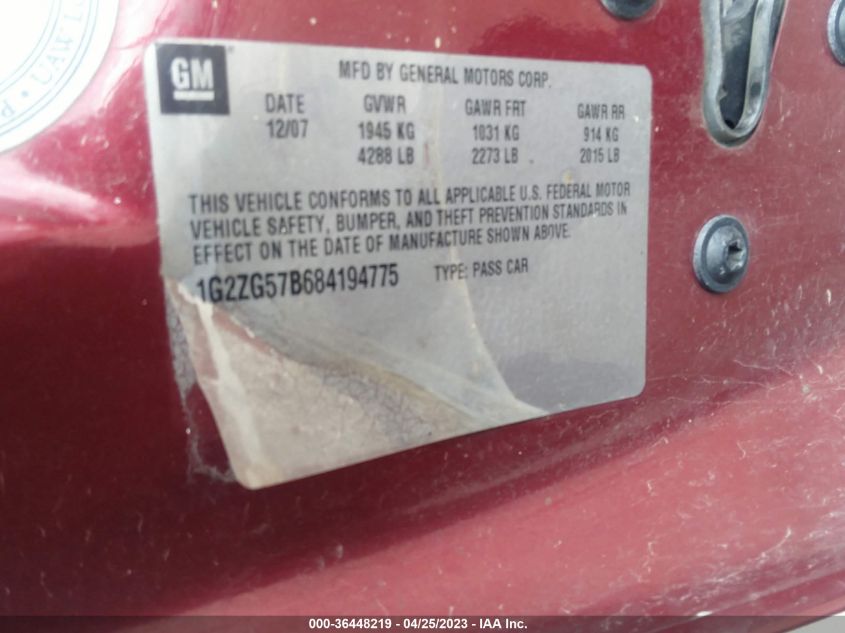 UAW L
GM
MFD BY GENERAL MOTORS CORP.
DATE GVWR GAWR FRT GAWR RR
12/07 1945 KG 1031 KG 914 KG
4288 LB 2273 LB 2015 LB
THIS VEHICLE CONFORMS TO ALL APPLICABLE U.S. FEDERAL MOTOR
VEHICLE SAFETY, BUMPER, AND THEFT PREVENTION STANDARDS IN
EFFECT ON THE DATE OF MANUFACTURE SHOWN ABOVE.
1G2ZG57B684194775 TYPE: PASS CAR
000-36448219 - 04/25/2023 - IAA Inc.